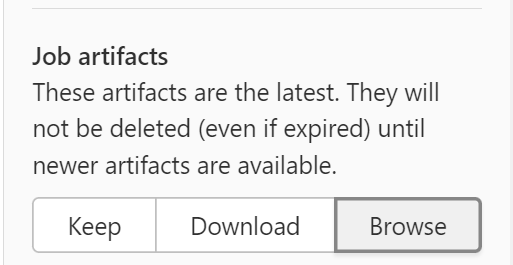 Job artifacts
These artifacts are the latest. They will
not be deleted (even if expired) until
newer artifacts are available.
Keep Download Browse